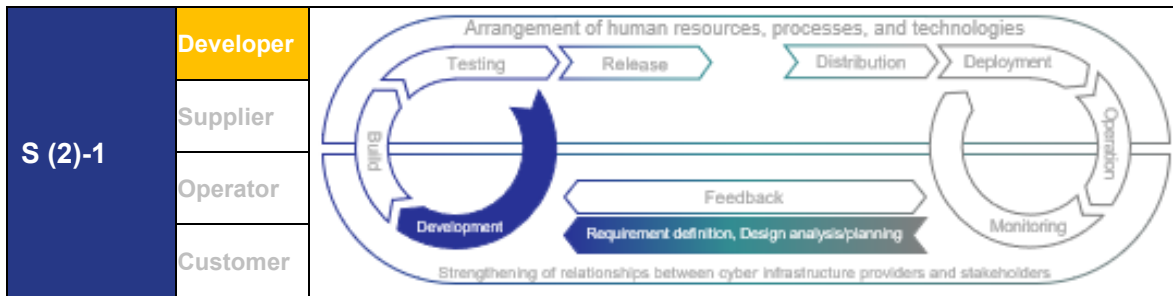 S (2)-1
Developer
Supplier
Operator
Customer
Arrangement of human resources, processes, and technologies
Testing
Release
Distribution
Deployment
Build
Operation
Feedback
Development
Requirement definition, Design analysis/planning
Monitoring
Strengthening of relationships between cyber infrastructure providers and stakeholders